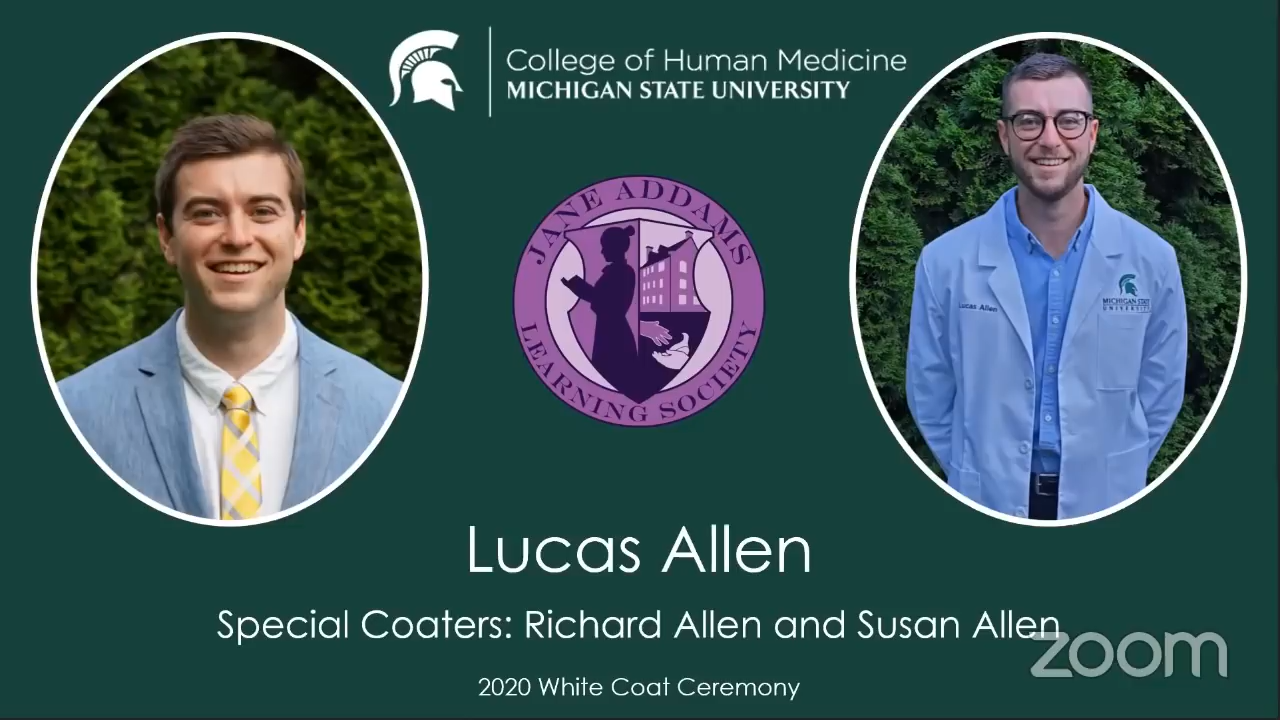 College of Human Medicine
MICHIGAN STATE UNIVERSITY
JANE ADDAMS
LEARNING SOCIETY
Lucas Allen
MICHIGAN STATE
UNIVERSITY
Lucas Allen
Special Coaters: Richard Allen and Susan Allen
zoom
2020 White Coat Ceremony